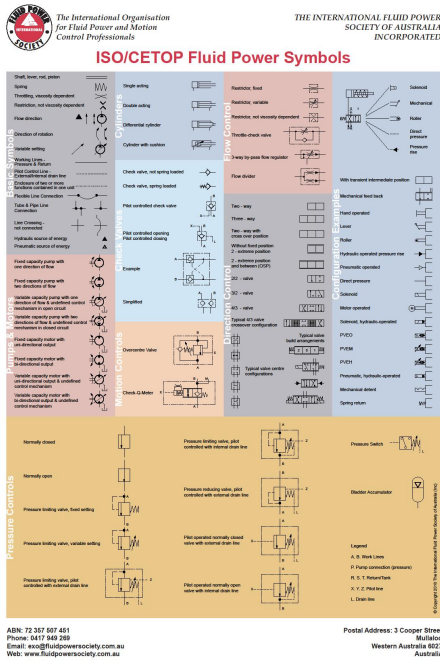 FLUID POWER
INTERNATIONAL
SOCIETY
The International Organisation
for Fluid Power and Motion
Control Professionals
THE INTERNATIONAL FLUID POWER
SOCIETY OF AUSTRALIA
INCORPORATED
ISO/CETOP Fluid Power Symbols
Basic Symbols
Shaft, lever, rod, piston
Spring
Throttling, viscosity dependent
Restriction, not viscosity dependent
Flow direction
Direction of rotation
Variable setting
Working Lines -
Pressure & Return
Pilot Control Line -
External/internal drain line
Enclosure of two or more
functions contained in one unit
Flexible Line Connection
Tube & Pipe Line
Connection
Line Crossing -
not connected
Hydraulic source of energy
Pneumatic source of energy
Pumps & Motors
Fixed capacity pump with
one direction of flow
Fixed capacity pump with
two directions of flow
Variable capacity pump with one
direction of flow & undefined control
mechanism in open circuit
Variable capacity pump with two
directions of flow & undefined control
mechanism in closed circuit
Fixed capacity motor with
uni-directional output
Fixed capacity motor with
bi-directional output
Variable capacity motor with
uni-directional output & undefined
control mechanism
Variable capacity motor with
bi-directional output & undefined
control mechanism
Cylinders
Single acting
Double acting
Differential cylinder
Cylinder with cushion
Check Valves
Check valve, not spring loaded
Check valve, spring loaded
Pilot controlled check valve
Pilot controlled opening
Pilot controlled closing
Example
Simplified
Motion Controls
Overcentre Valve
Check-Q-Meter
Flow Control
Restrictor, fixed
Restrictor, variable
Restrictor, not viscosity dependent
Throttle-check valve
3-way by-pass flow regulator
Flow divider
Direction Control
Two - way
Three - way
Two - way with
cross over position
Without fixed position
2 - extreme position
2 - extreme position
and between (OSP)
2/2 - valve
3/2 - valve
4/3 - valve
Typical 4/3 valve
crossover configuration
Typical valve
build arrangements
Typical valve centre
configurations
Configuration Examples
Solenoid
Mechanical
Roller
Direct
pressure
Pressure
rise
With transient intermediate position
Mechanical feed back
Hand operated
Lever
Roller
Hydraulic operated pressure rise
Pneumatic operated
Direct pressure
Solenoid
Motor operated
Solenoid, hydraulic-operated
PVEO
PVEM
PVEH
Pneumatic, hydraulic-operated
Mechanical detent
Spring return
Pressure Controls
Normally closed
Normally open
Pressure limiting valve, fixed setting
Pressure limiting valve, variable setting
Pressure limiting valve, pilot
controlled with external drain line
Pressure limiting valve, pilot
controlled with internal drain line
Pressure reducing valve, pilot
controlled with external drain line
Pilot operated normally closed
valve with external drain line
Pilot operated normally open
valve with internal drain line
Pressure Switch
Bladder Accumulator
Legend
A. B. Work Lines
P. Pump connection (pressure)
R. S. T. Return/Tank
X. Y. Z. Pilot line
L. Drain line
ABN: 72 357 507 451
Phone: 0417 949 269
Email: exo@fluidpowersociety.com.au
Web: www.fluidpowersociety.com.au
Postal Address: 3 Cooper Stree
Mullaloo
Western Australia 602
Australia